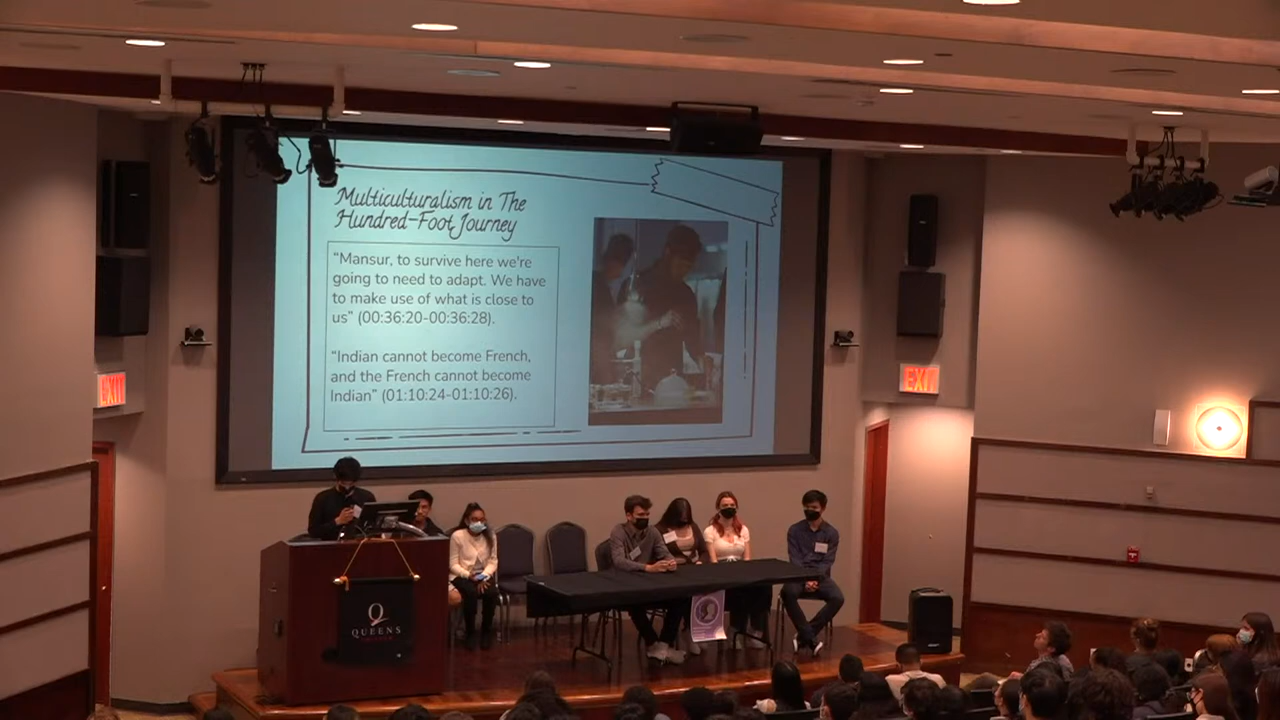 Multiculturalism in The
Hundred-Foot Journey
“Mansur, to survive here we're
going to need to adapt. We have
to make use of what is close to
us” (00:36:20-00:36:28).
“Indian cannot become French,
and the French cannot become
Indian” (01:10:24-01:10:26).
EXIT
EXIT
Q
QUEENS